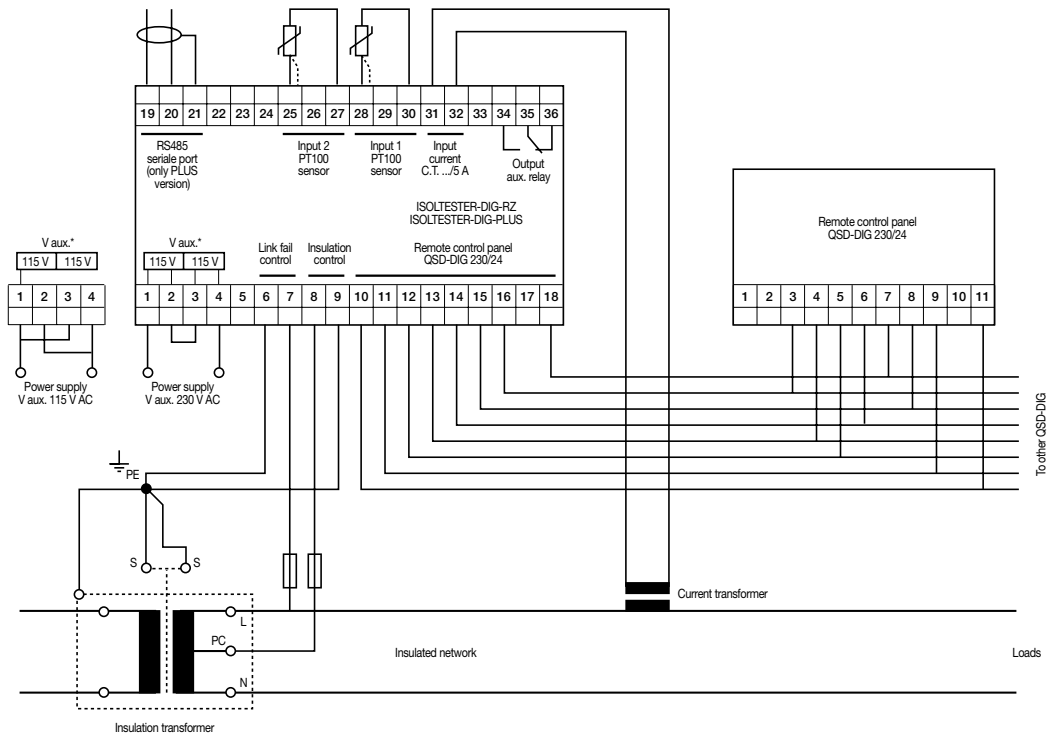 19 20 21 22 23 24 25 26 27 28 29 30 31 32 33 34 35 36
RS485
seriale port
(only PLUS
version)
Input 2
PT100
sensor
Input 1
PT100
sensor
Input
current
C.T. .../5 A
Output
aux. relay
ISOLTESTER-DIG-RZ
ISOLTESTER-DIG-PLUS
Remote control panel
QSD-DIG 230/24
V aux.*
115 V 115 V
V aux.*
115 V 115 V
Link fail
control
Insulation
control
Remote control panel
QSD-DIG 230/24
1 2 3 4
1 2 3 4 5 6 7 8 9 10 11 12 13 14 15 16 17 18
1 2 3 4 5 6 7 8 9 10 11
Power supply
V aux. 115 V AC
Power supply
V aux. 230 V AC
To other QSD-DIG
PE
S S
Current transformer
L
PC
N
Insulated network
Loads
Insulation transformer